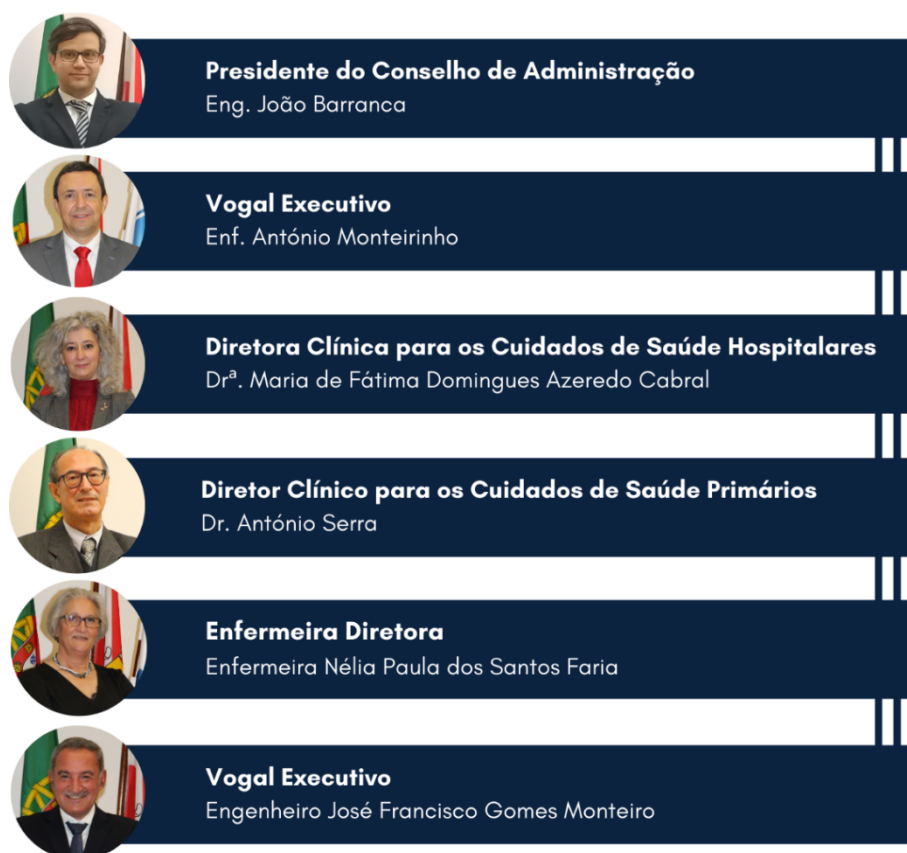 Presidente do Conselho de Administração
Eng. João Barranca
Vogal Executivo
Enf. António Monteirinho
Diretora Clínica para os Cuidados de Saúde Hospitalares
Drª. Maria de Fátima Domingues Azeredo Cabral
Diretor Clínico para os Cuidados de Saúde Primários
Dr. António Serra
Enfermeira Diretora
Enfermeira Nélia Paula dos Santos Faria
Vogal Executivo
Engenheiro José Francisco Gomes Monteiro